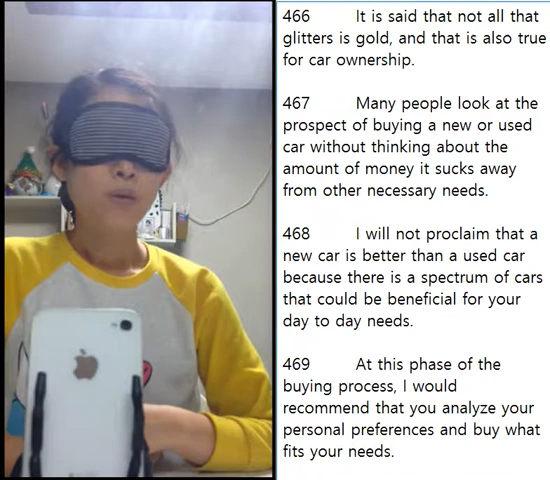 466 It is said that not all that
glitters is gold, and that is also true
for car ownership.
467 Many people look at the
prospect of buying a new or used
car without thinking about the
amount of money it sucks away
from other necessary needs.
468 I will not proclaim that a
new car is better than a used car
because there is a spectrum of cars
that could be beneficial for your
day to day needs.
469 At this phase of the
buying process, I would
recommend that you analyze your
personal preferences and buy what
fits your needs.